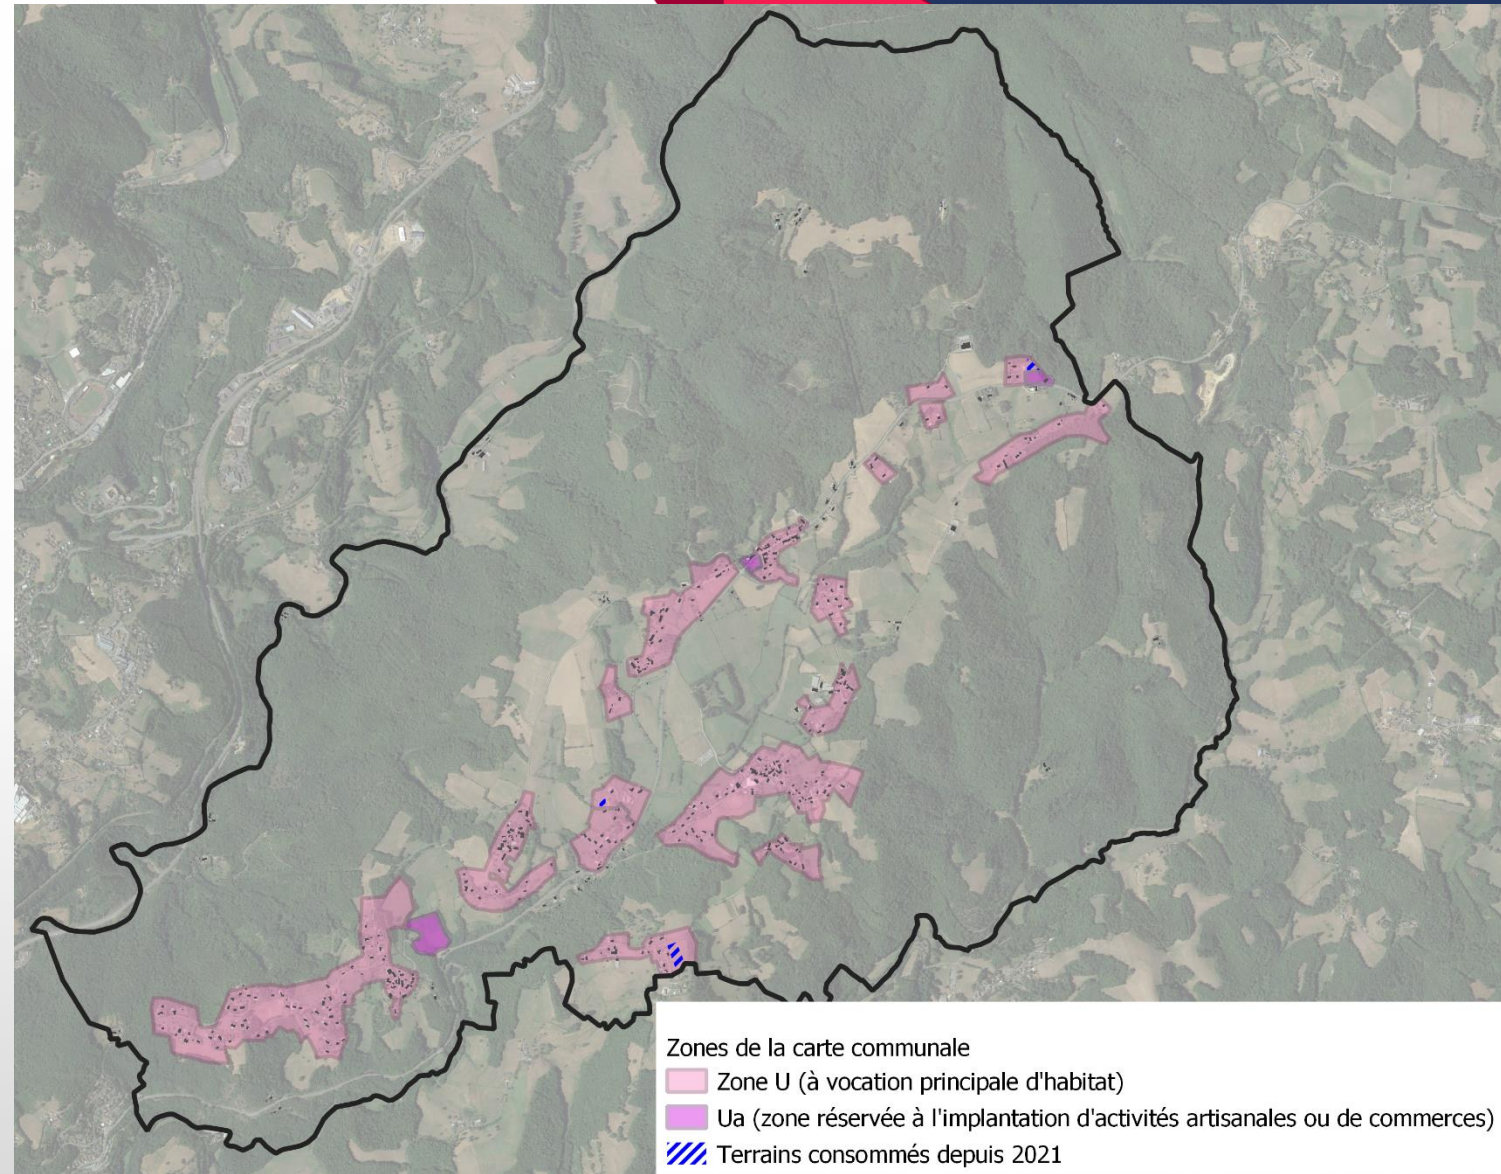 Zones de la carte communale
Zone U (à vocation principale d'habitat)
Ua (zone réservée à l'implantation d'activités artisanales ou de commerces)
Terrains consommés depuis 2021